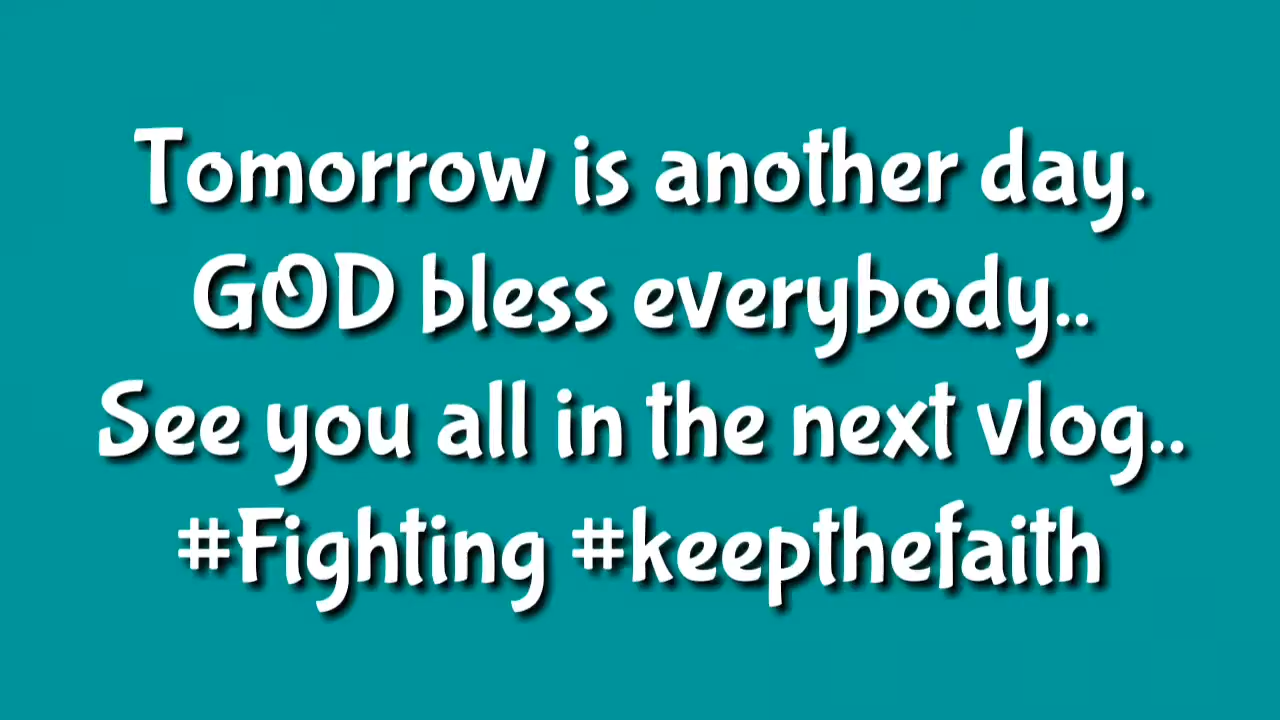 Tomorrow is another day.
GOD bless everybody..
See you all in the next vlog..
#Fighting #keepthefaith